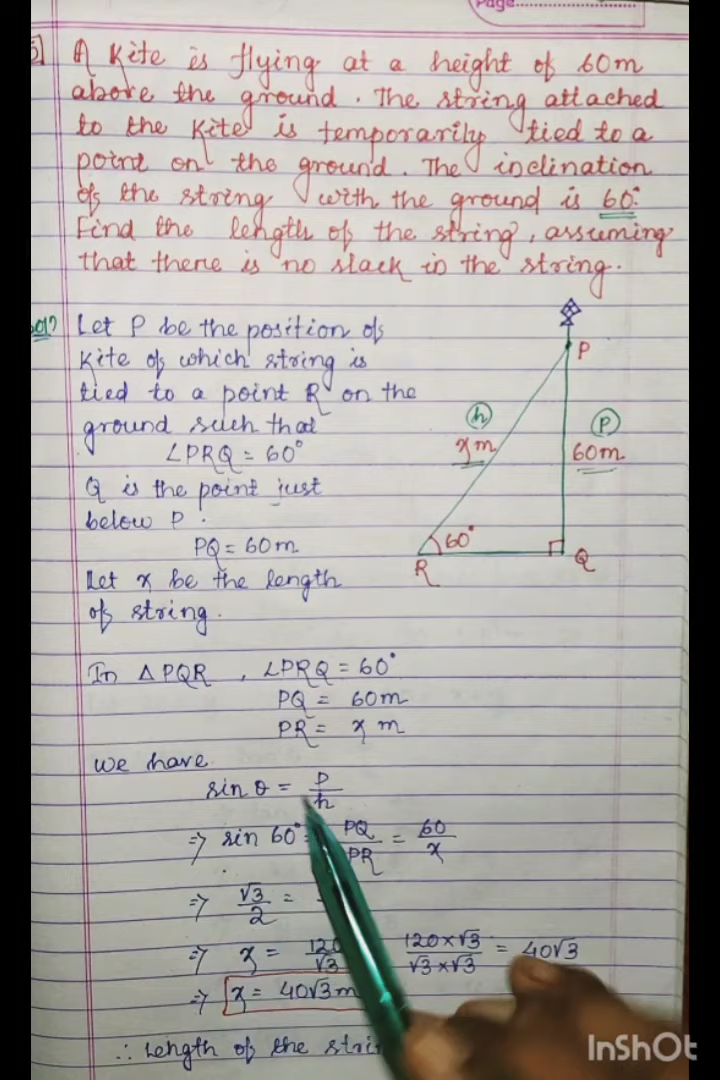 Page
5] A kite is flying at a height of 60m
above the ground. The string attached
to the kite is temporarily tied to a
point on the ground. The inclination
of the string with the ground is 60°.
Find the length of the string, assuming
that there is no slack in the string.
Soln Let P be the position of
kite of which string is
tied to a point R on the
ground such that
∠PRQ = 60°
Q is the point just
below P.
PQ = 60m
Let x be the length
of string.
P
h
x m
p
60m
60°
R
Q
In △PQR, ∠PRQ = 60°
PQ = 60m
PR = x m
we have
sin θ = p/h
⇒ sin 60° = PQ/PR = 60/x
⇒ √3/2 =
⇒ x = 120/√3 120×√3/√3×√3 = 40√3
⇒ x = 40√3 m
∴ Length of the
InShOt